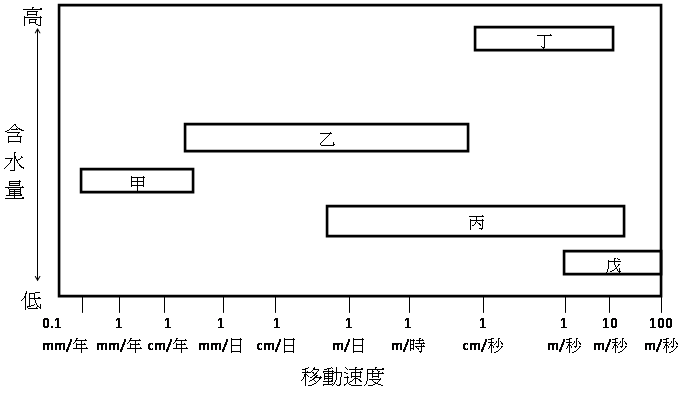 高
丁
含水量
乙
甲
丙
戊
低
0.1 1 1 1 1 1 1 1 1 10 100
mm/年 mm/年 cm/年 mm/日 cm/日 m/日 m/時 cm/秒 m/秒 m/秒 m/秒
移動速度